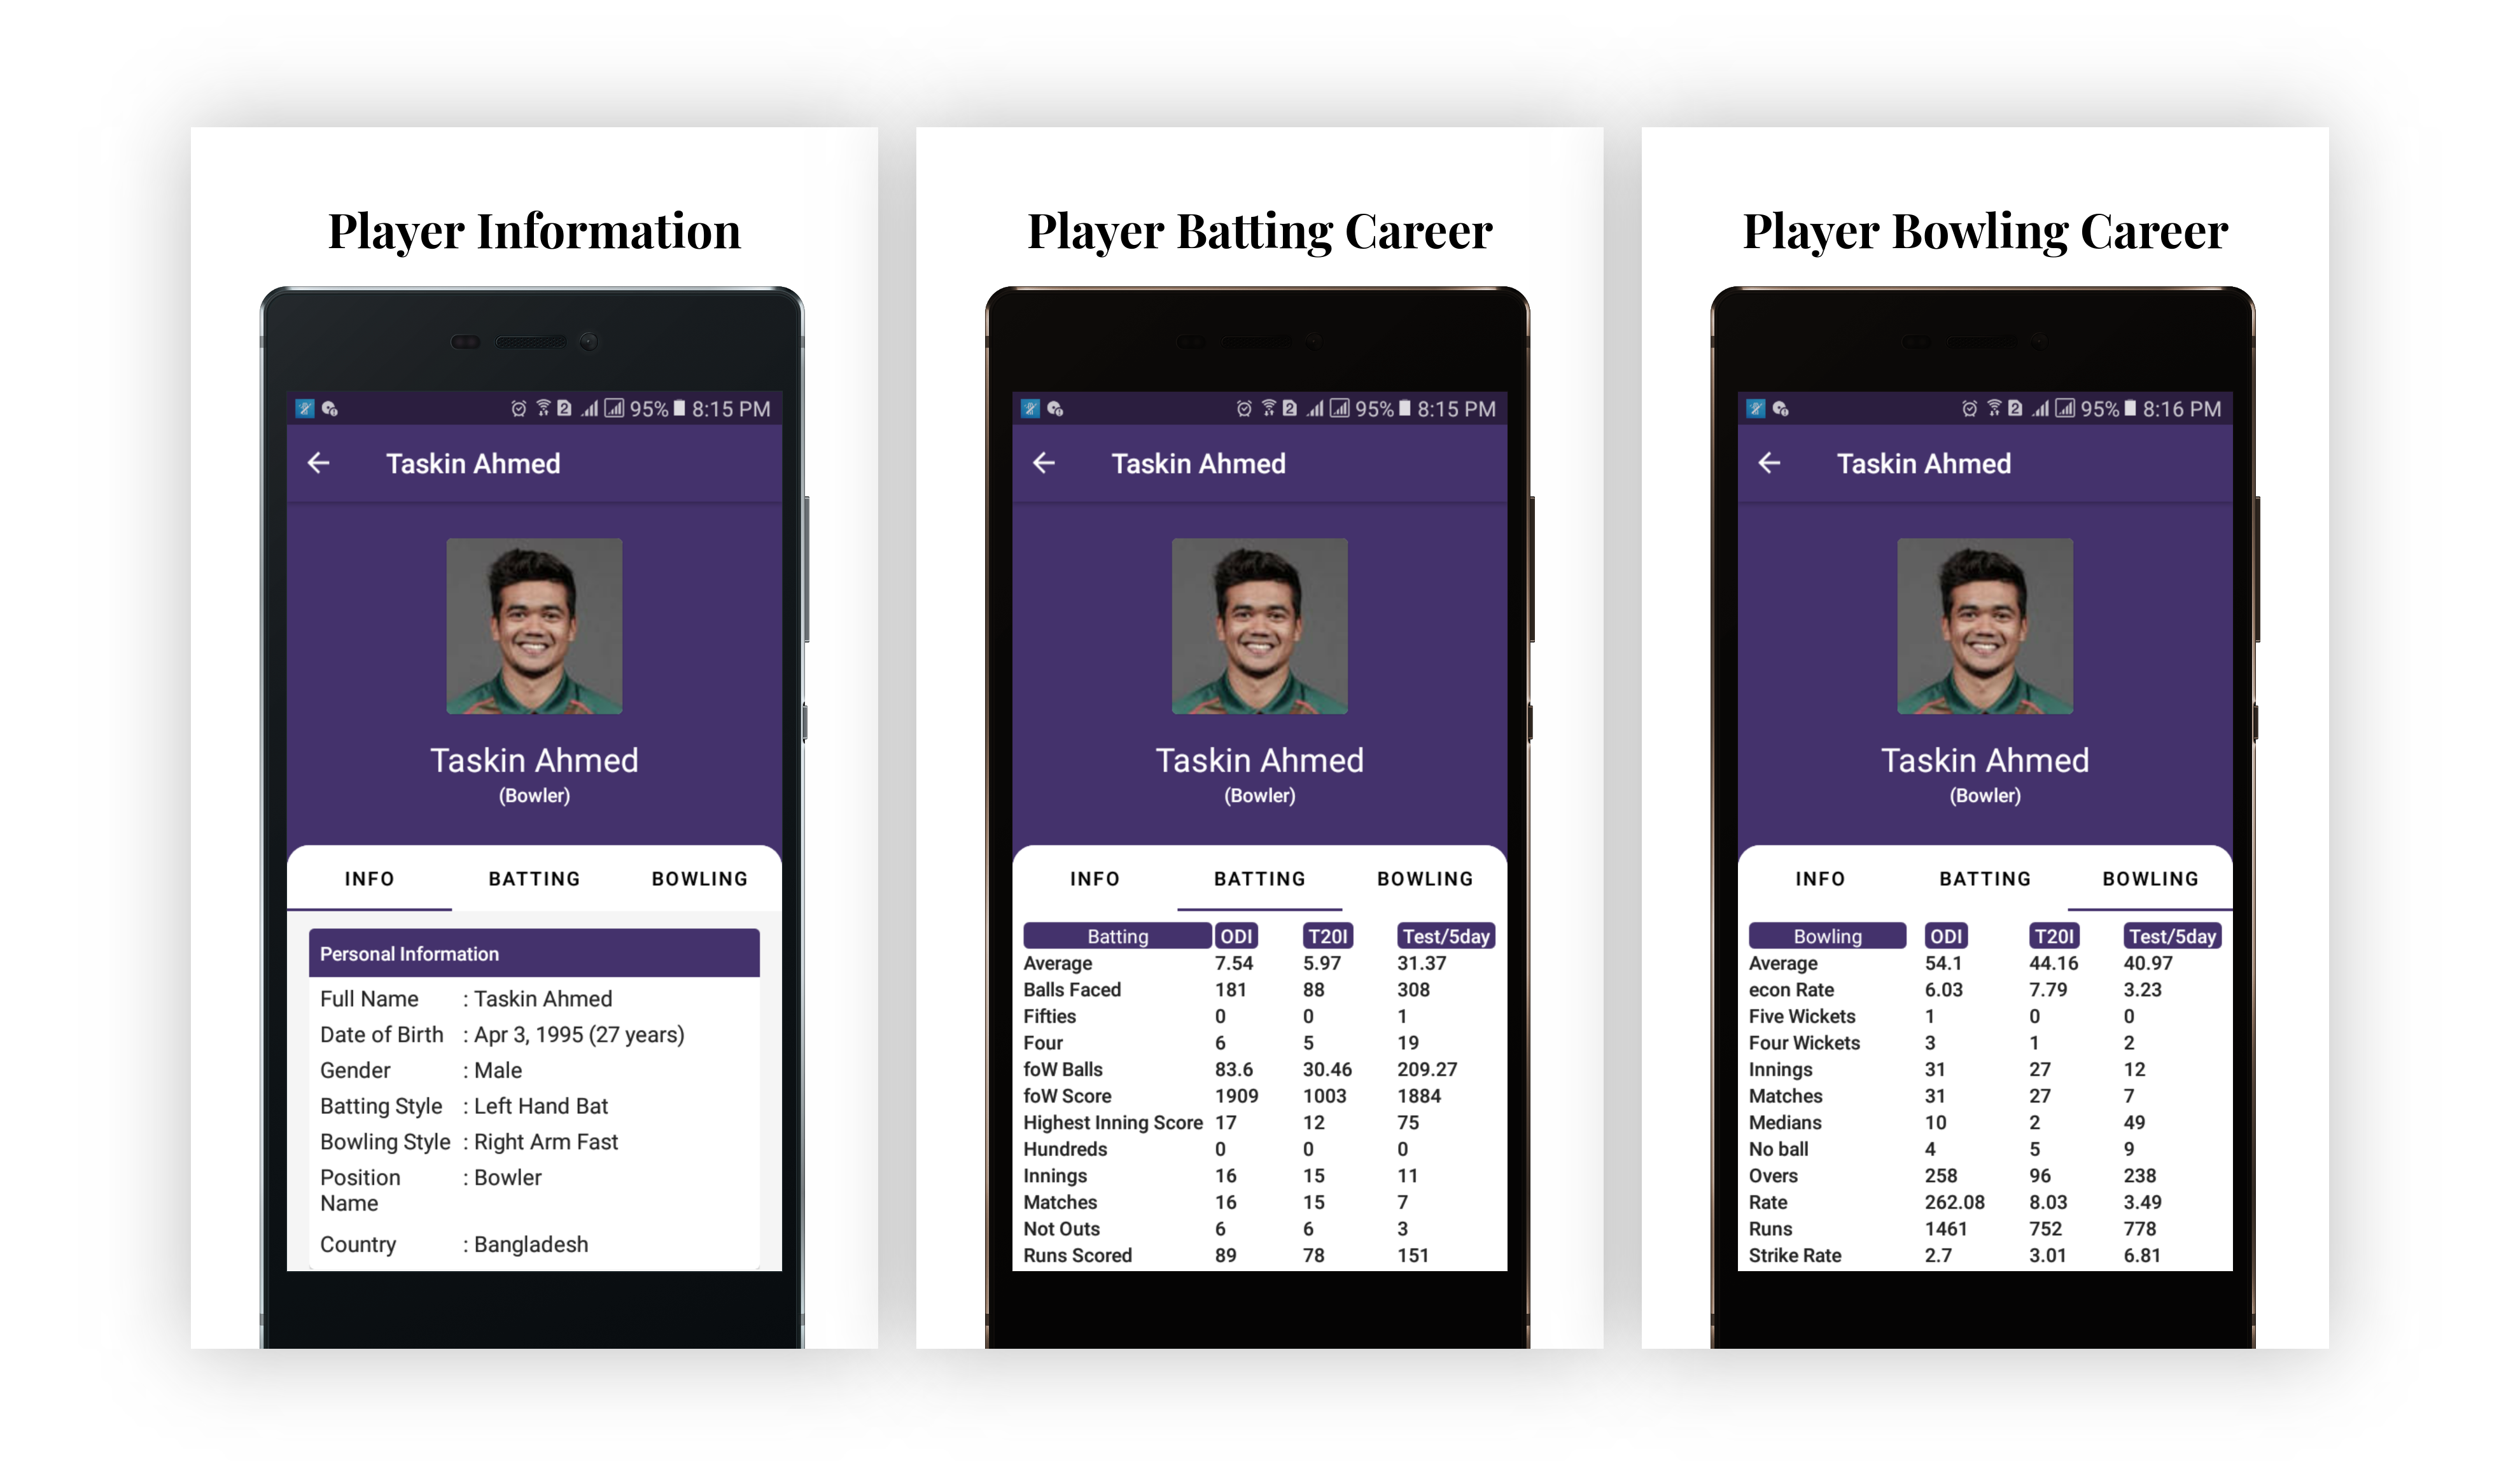 Player Information
2 95% 8:15 PM
Taskin Ahmed
Taskin Ahmed
(Bowler)
INFO BATTING BOWLING
Personal Information
Full Name : Taskin Ahmed
Date of Birth : Apr 3, 1995 (27 years)
Gender : Male
Batting Style : Left Hand Bat
Bowling Style : Right Arm Fast
Position : Bowler
Name
Country : Bangladesh
Player Batting Career
2 95% 8:15 PM
Taskin Ahmed
Taskin Ahmed
(Bowler)
INFO BATTING BOWLING
Batting ODI T20I Test/5day
Average 7.54 5.97 31.37
Balls Faced 181 88 308
Fifties 0 0 1
Four 6 5 19
foW Balls 83.6 30.46 209.27
foW Score 1909 1003 1884
Highest Inning Score 17 12 75
Hundreds 0 0 0
Innings 16 15 11
Matches 16 15 7
Not Outs 6 6 3
Runs Scored 89 78 151
Player Bowling Career
2 95% 8:16 PM
Taskin Ahmed
Taskin Ahmed
(Bowler)
INFO BATTING BOWLING
Bowling ODI T20I Test/5day
Average 54.1 44.16 40.97
econ Rate 6.03 7.79 3.23
Five Wickets 1 0 0
Four Wickets 3 1 2
Innings 31 27 12
Matches 31 27 7
Medians 10 2 49
No ball 4 5 9
Overs 258 96 238
Rate 262.08 8.03 3.49
Runs 1461 752 778
Strike Rate 2.7 3.01 6.81